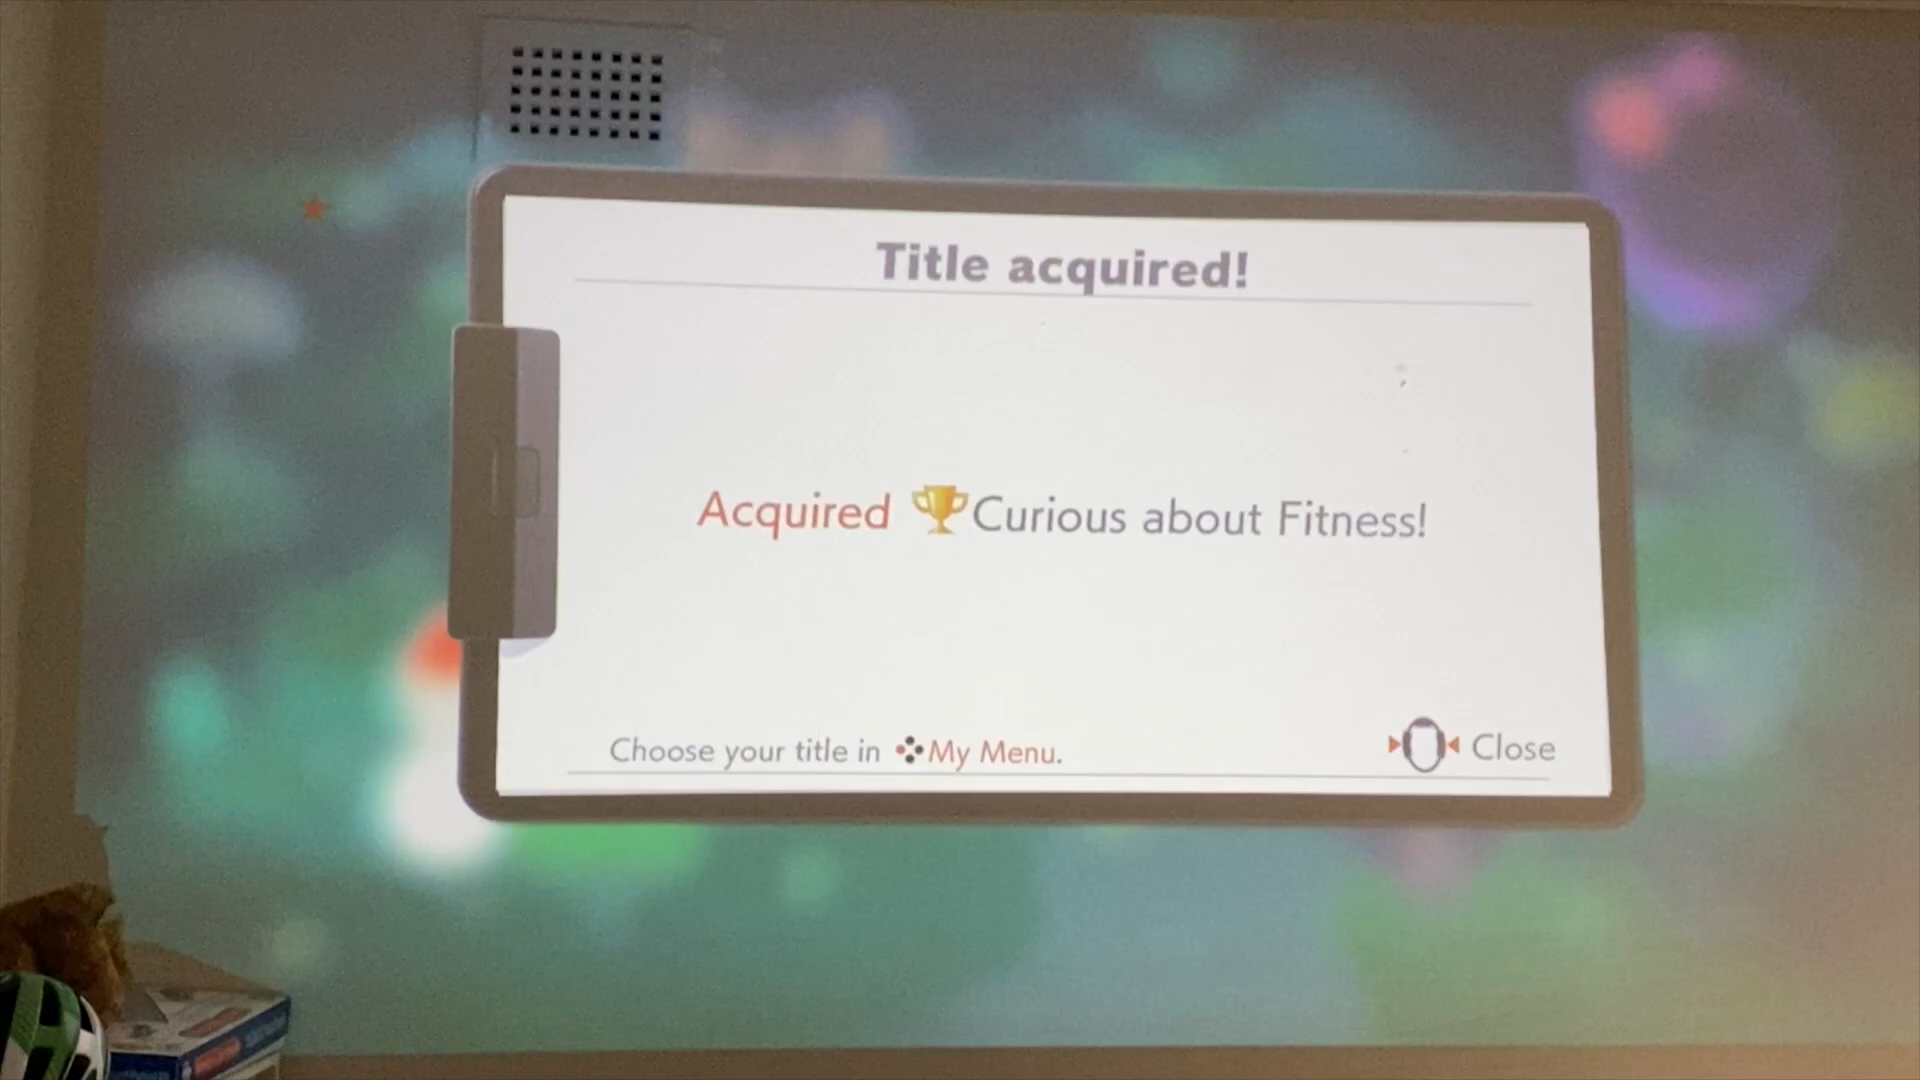 Title acquired!
Acquired Curious about Fitness!
Choose your title in My Menu.
Close